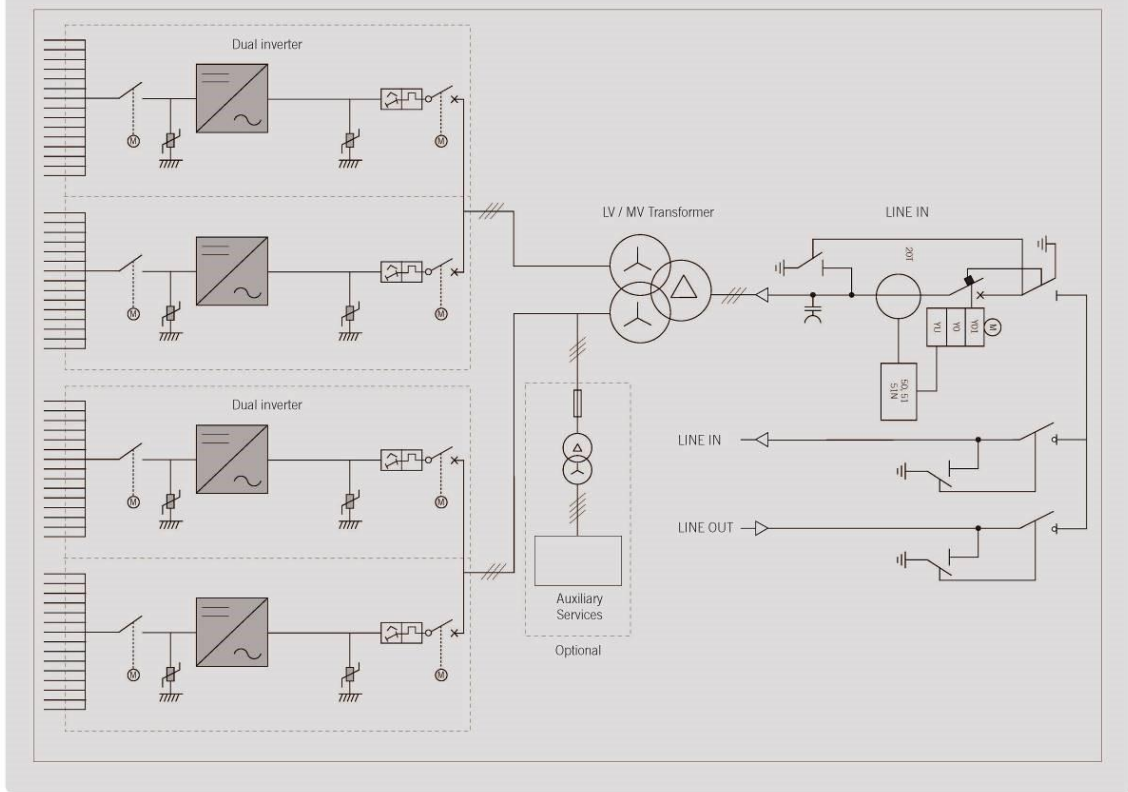 Dual inverter
M
M
M
M
LV / MV Transformer
LINE IN
20T
YU
YO
YO1
M
50, 51
51N
Dual inverter
M
M
LINE IN
LINE OUT
Auxiliary
Services
Optional
M
M